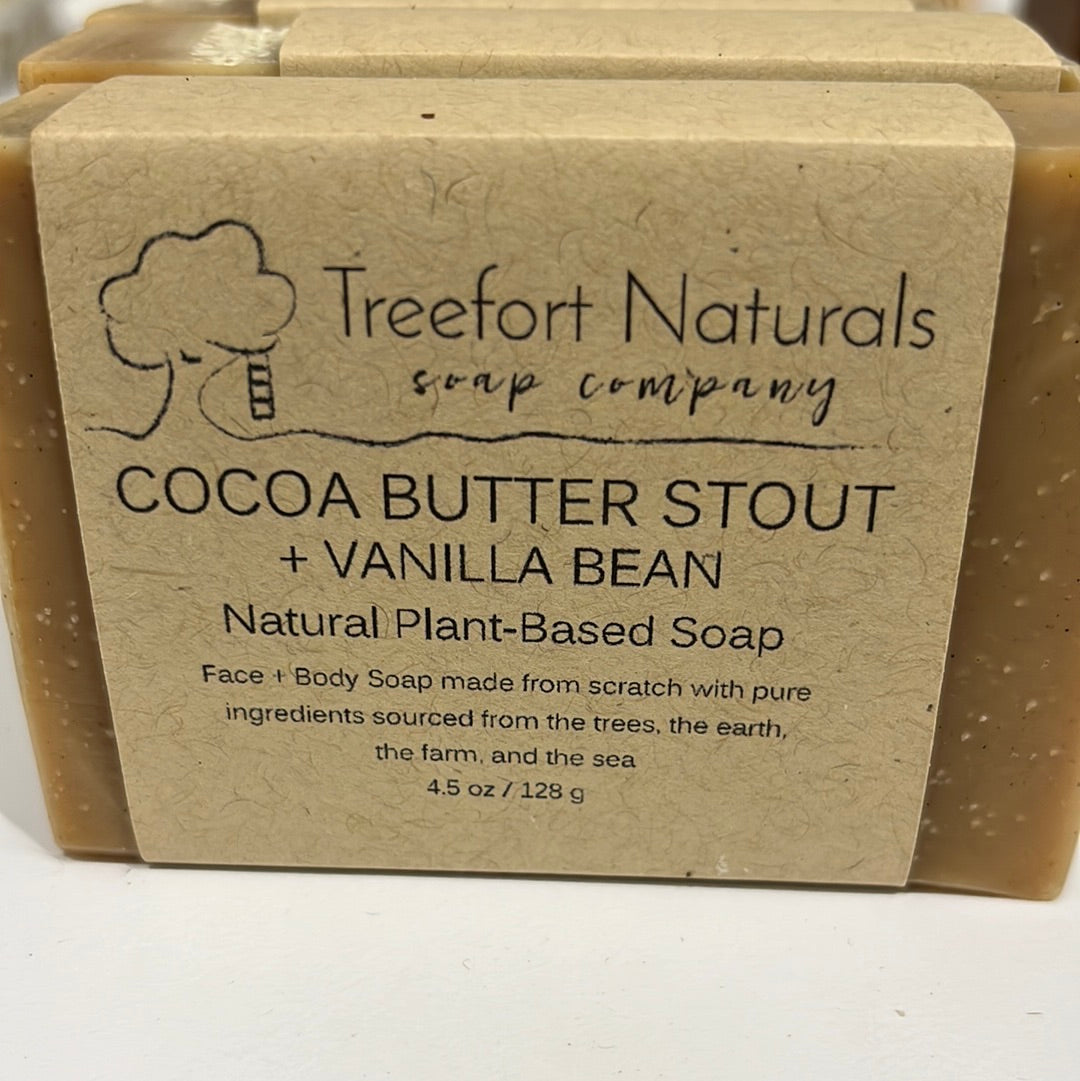 Treefort Naturals
soap company
COCOA BUTTER STOUT
+ VANILLA BEAN
Natural Plant-Based Soap
Face + Body Soap made from scratch with pure
ingredients sourced from the trees, the earth,
the farm, and the sea
4.5 oz / 128 g